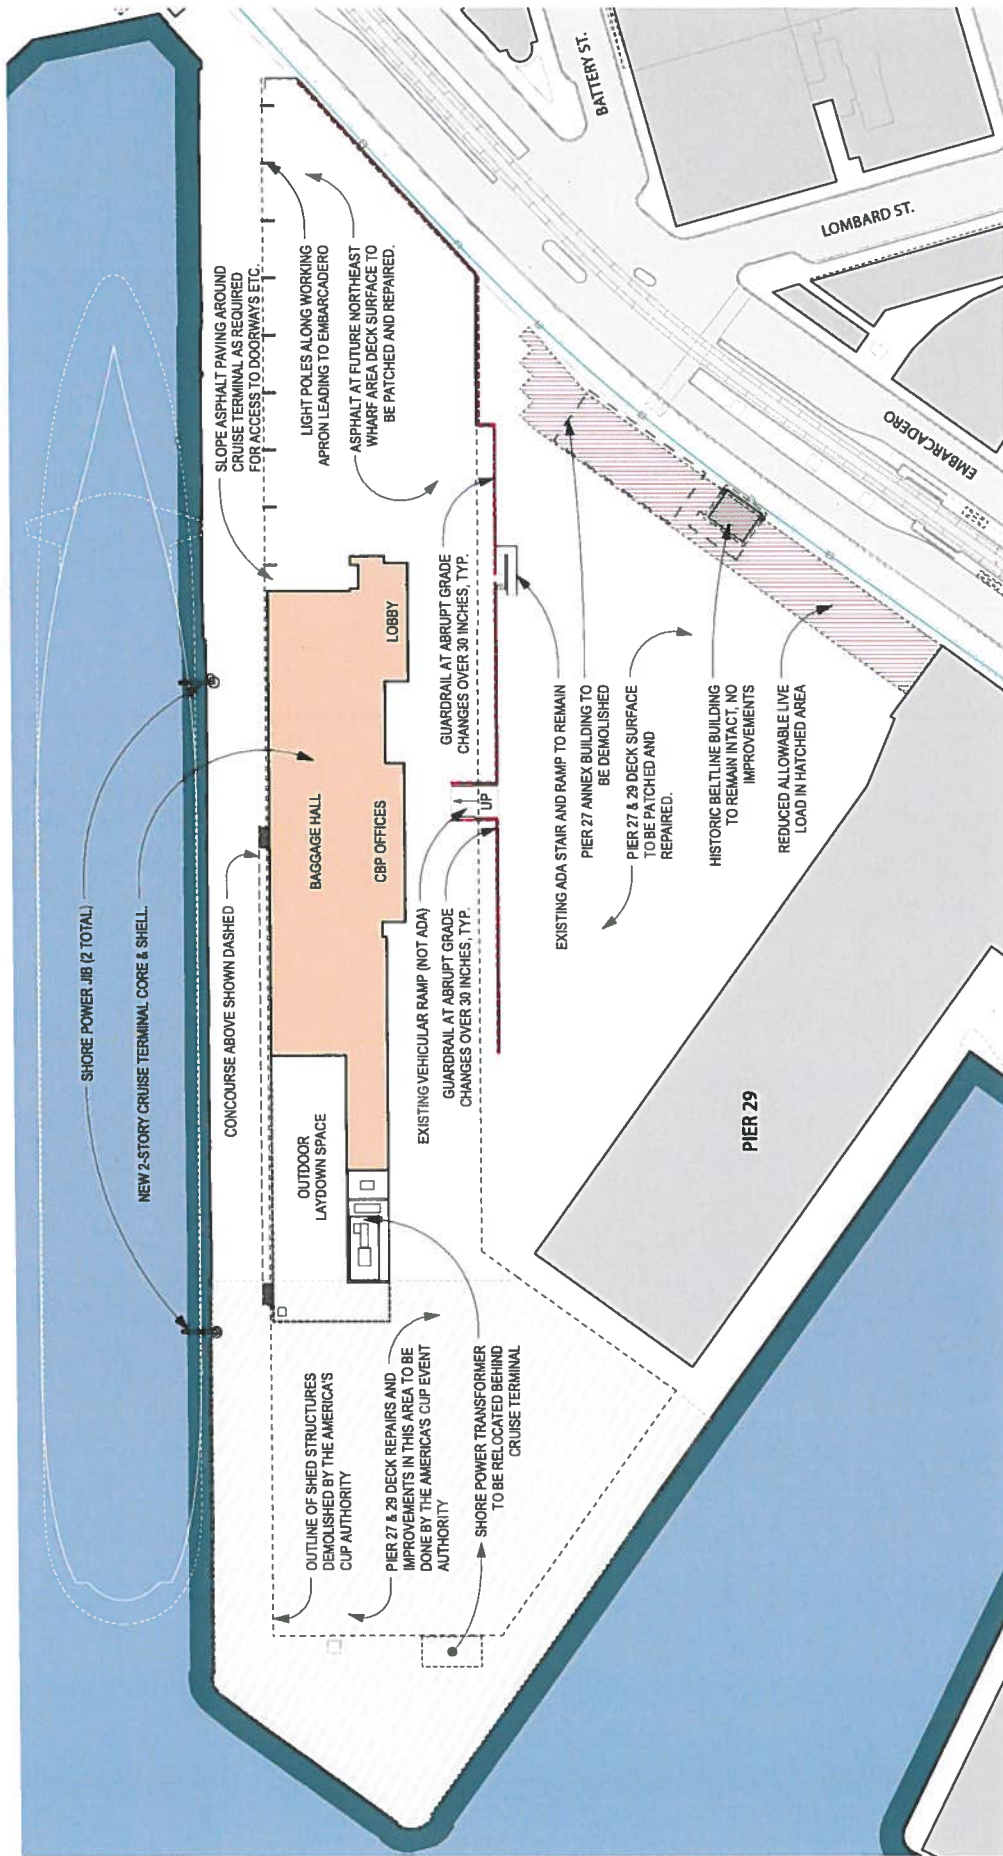 SHORE POWER JIB (2 TOTAL)
NEW 2-STORY CRUISE TERMINAL CORE & SHELL.
CONCOURSE ABOVE SHOWN DASHED
SLOPE ASPHALT PAVING AROUND
CRUISE TERMINAL AS REQUIRED
FOR ACCESS TO DOORWAYS ETC.
LIGHT POLES ALONG WORKING
APRON LEADING TO EMBARCADERO
ASPHALT AT FUTURE NORTHEAST
WHARF AREA DECK SURFACE TO
BE PATCHED AND REPAIRED.
OUTDOOR
LAYDOWN SPACE
BAGGAGE HALL
CBP OFFICES
LOBBY
OUTLINE OF SHED STRUCTURES
DEMOLISHED BY THE AMERICA'S
CUP AUTHORITY
PIER 27 & 29 DECK REPAIRS AND
IMPROVEMENTS IN THIS AREA TO BE
DONE BY THE AMERICA'S CUP EVENT
AUTHORITY
SHORE POWER TRANSFORMER
TO BE RELOCATED BEHIND
CRUISE TERMINAL
EXISTING VEHICULAR RAMP (NOT ADA)
GUARDRAIL AT ABRUPT GRADE
CHANGES OVER 30 INCHES, TYP.
UP
GUARDRAIL AT ABRUPT GRADE
CHANGES OVER 30 INCHES, TYP.
EXISTING ADA STAIR AND RAMP TO REMAIN
PIER 27 ANNEX BUILDING TO
BE DEMOLISHED
PIER 27 & 29 DECK SURFACE
TO BE PATCHED AND
REPAIRED.
HISTORIC BELTLINE BUILDING
TO REMAIN INTACT, NO
IMPROVEMENTS
REDUCED ALLOWABLE LIVE
LOAD IN HATCHED AREA
PIER 29
BATTERY ST.
LOMBARD ST.
EMBARCADERO